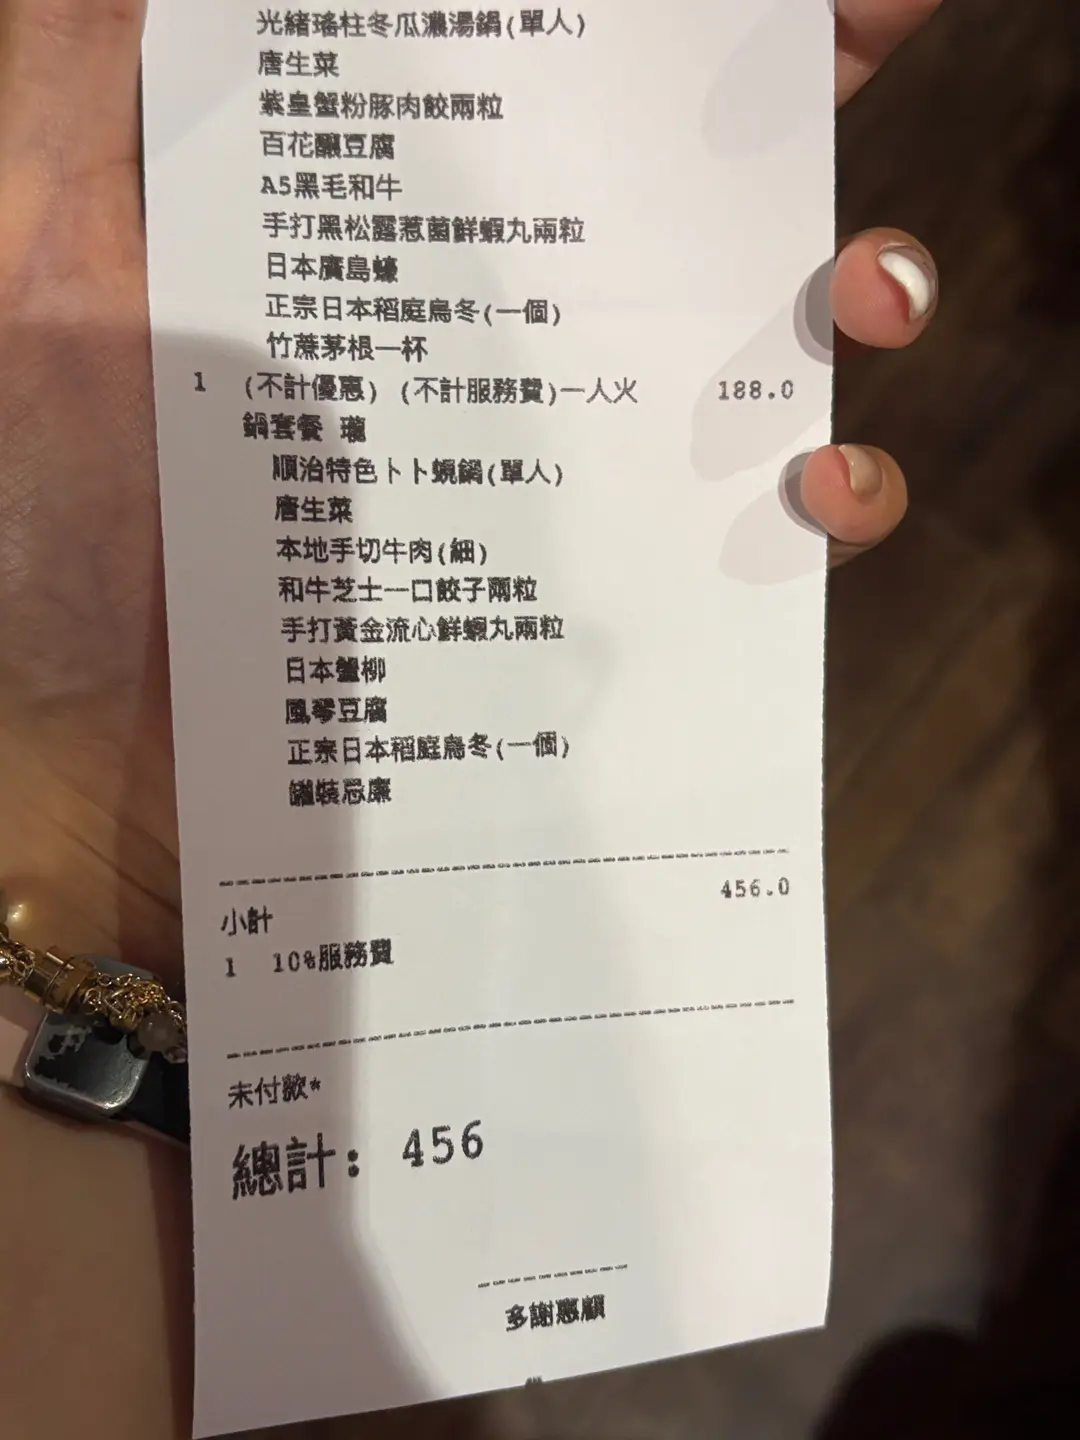 光緒瑤柱冬瓜濃湯鍋(單人)
唐生菜
紫皇蟹粉豚肉餃兩粒
百花釀豆腐
A5黑毛和牛
手打黑松露惹菌鮮蝦丸兩粒
日本廣島蠔
正宗日本稻庭烏冬(一個)
竹蔗茅根一杯
1 (不計優惠) (不計服務費)一人火 188.0
鍋套餐 瓏
順治特色卜卜蜆鍋(單人)
唐生菜
本地手切牛肉(細)
和牛芝士一口餃子兩粒
手打黃金流心鮮蝦丸兩粒
日本蟹柳
風琴豆腐
正宗日本稻庭烏冬(一個)
罐裝忌廉
小計 456.0
1 10%服務費
未付款*
總計: 456
多謝惠顧